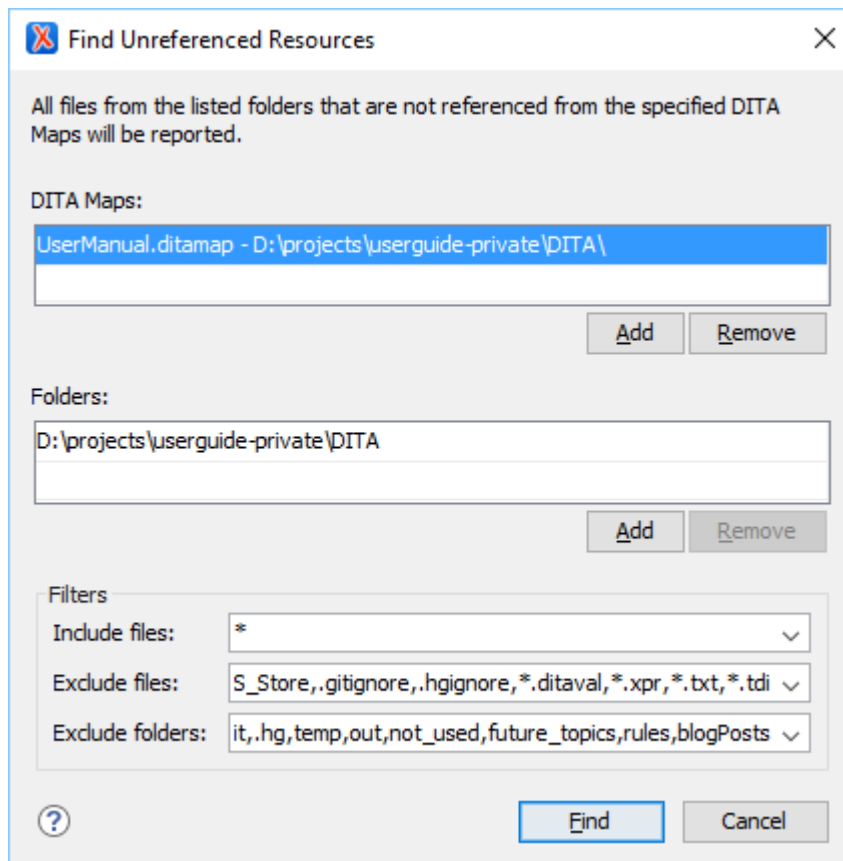 Find Unreferenced Resources
All files from the listed folders that are not referenced from the specified DITA
Maps will be reported.
DITA Maps:
UserManual.ditamap - D:\projects\userguide-private\DITA\
Add Remove
Folders:
D:\projects\userguide-private\DITA
Add Remove
Filters
Include files: *
Exclude files: S_Store,.gitignore,.hgignore,*.ditaval,*.xpr,*.txt,*.tdi
Exclude folders: it,.hg,temp,out,not_used,future_topics,rules,blogPosts
? Find Cancel